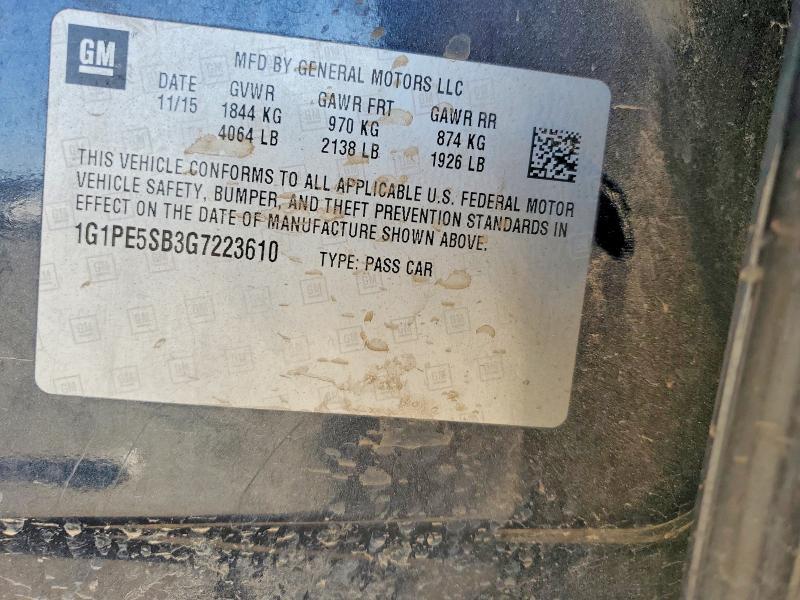 GM
MFD BY GENERAL MOTORS LLC
DATE GVWR GAWR FRT GAWR RR
11/15 1844 KG 970 KG 874 KG
4064 LB 2138 LB 1926 LB
THIS VEHICLE CONFORMS TO ALL APPLICABLE U.S. FEDERAL MOTOR
VEHICLE SAFETY, BUMPER, AND THEFT PREVENTION STANDARDS IN
EFFECT ON THE DATE OF MANUFACTURE SHOWN ABOVE.
1G1PE5SB3G7223610 TYPE: PASS CAR